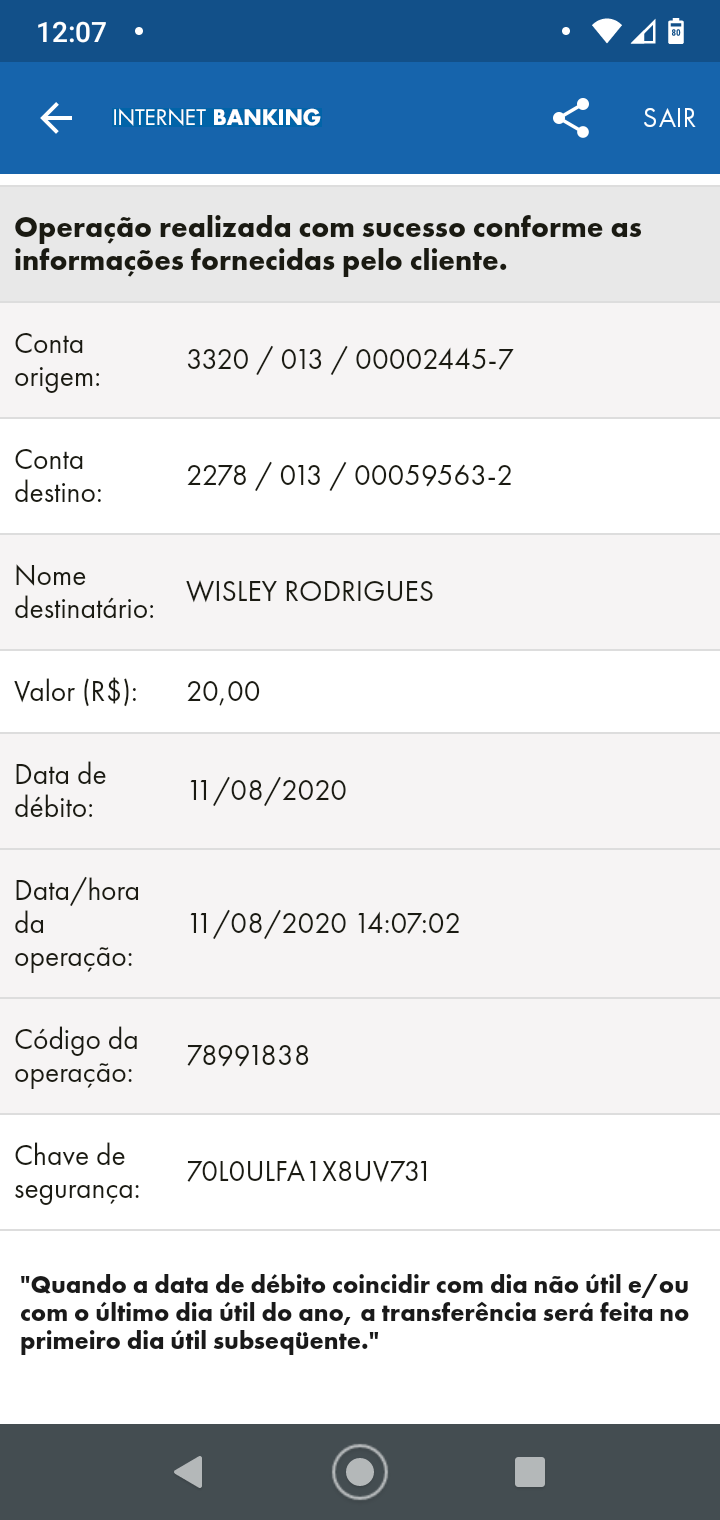 12:07
80
INTERNET BANKING
SAIR
Operação realizada com sucesso conforme as
informações fornecidas pelo cliente.
Conta
origem:
3320 / 013 / 00002445-7
Conta
destino:
2278 / 013 / 00059563-2
Nome
destinatário:
WISLEY RODRIGUES
Valor (R$):
20,00
Data de
débito:
11/08/2020
Data/hora
da
operação:
11/08/2020 14:07:02
Código da
operação:
78991838
Chave de
segurança:
70L0ULFA1X8UV731
"Quando a data de débito coincidir com dia não útil e/ou
com o último dia útil do ano, a transferência será feita no
primeiro dia útil subseqüente."